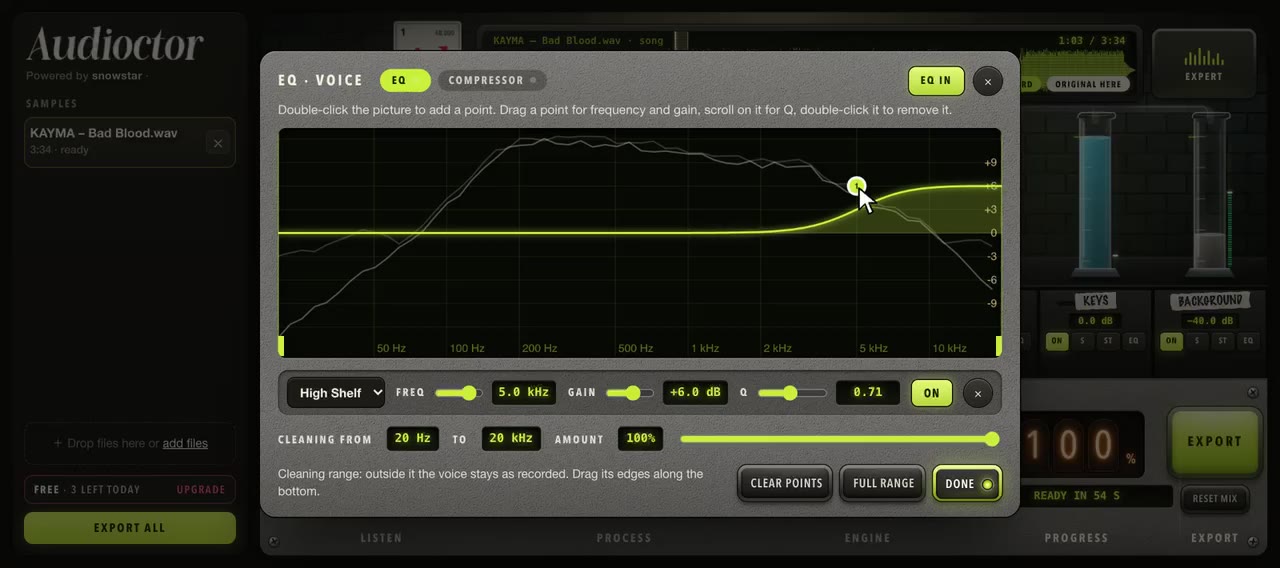 Audioctor
Powered by snowstar ·
SAMPLES
KAYMA – Bad Blood.wav
3:34 · ready
×
+ Drop files here or add files
FREE · 3 LEFT TODAY UPGRADE
EXPORT ALL
1
KAYMA — Bad Blood.wav · song
1:03 / 3:34
ORIGINAL HERE
EXPERT
EQ · VOICE
EQ
COMPRESSOR
EQ IN
×
Double-click the picture to add a point. Drag a point for frequency and gain, scroll on it for Q, double-click it to remove it.
+9
+6
+3
0
-3
-6
-9
50 Hz 100 Hz 200 Hz 500 Hz 1 kHz 2 kHz 5 kHz 10 kHz
High Shelf FREQ 5.0 kHz GAIN +6.0 dB Q 0.71 ON ×
CLEANING FROM 20 Hz TO 20 kHz AMOUNT 100%
Cleaning range: outside it the voice stays as recorded. Drag its edges along the
bottom.
CLEAR POINTS FULL RANGE DONE
KEYS
0.0 dB
ON S ST EQ
BACKGROUND
-40.0 dB
ON S ST EQ
100 %
READY IN 54 S
EXPORT
RESET MIX
LISTEN PROCESS ENGINE PROGRESS EXPORT